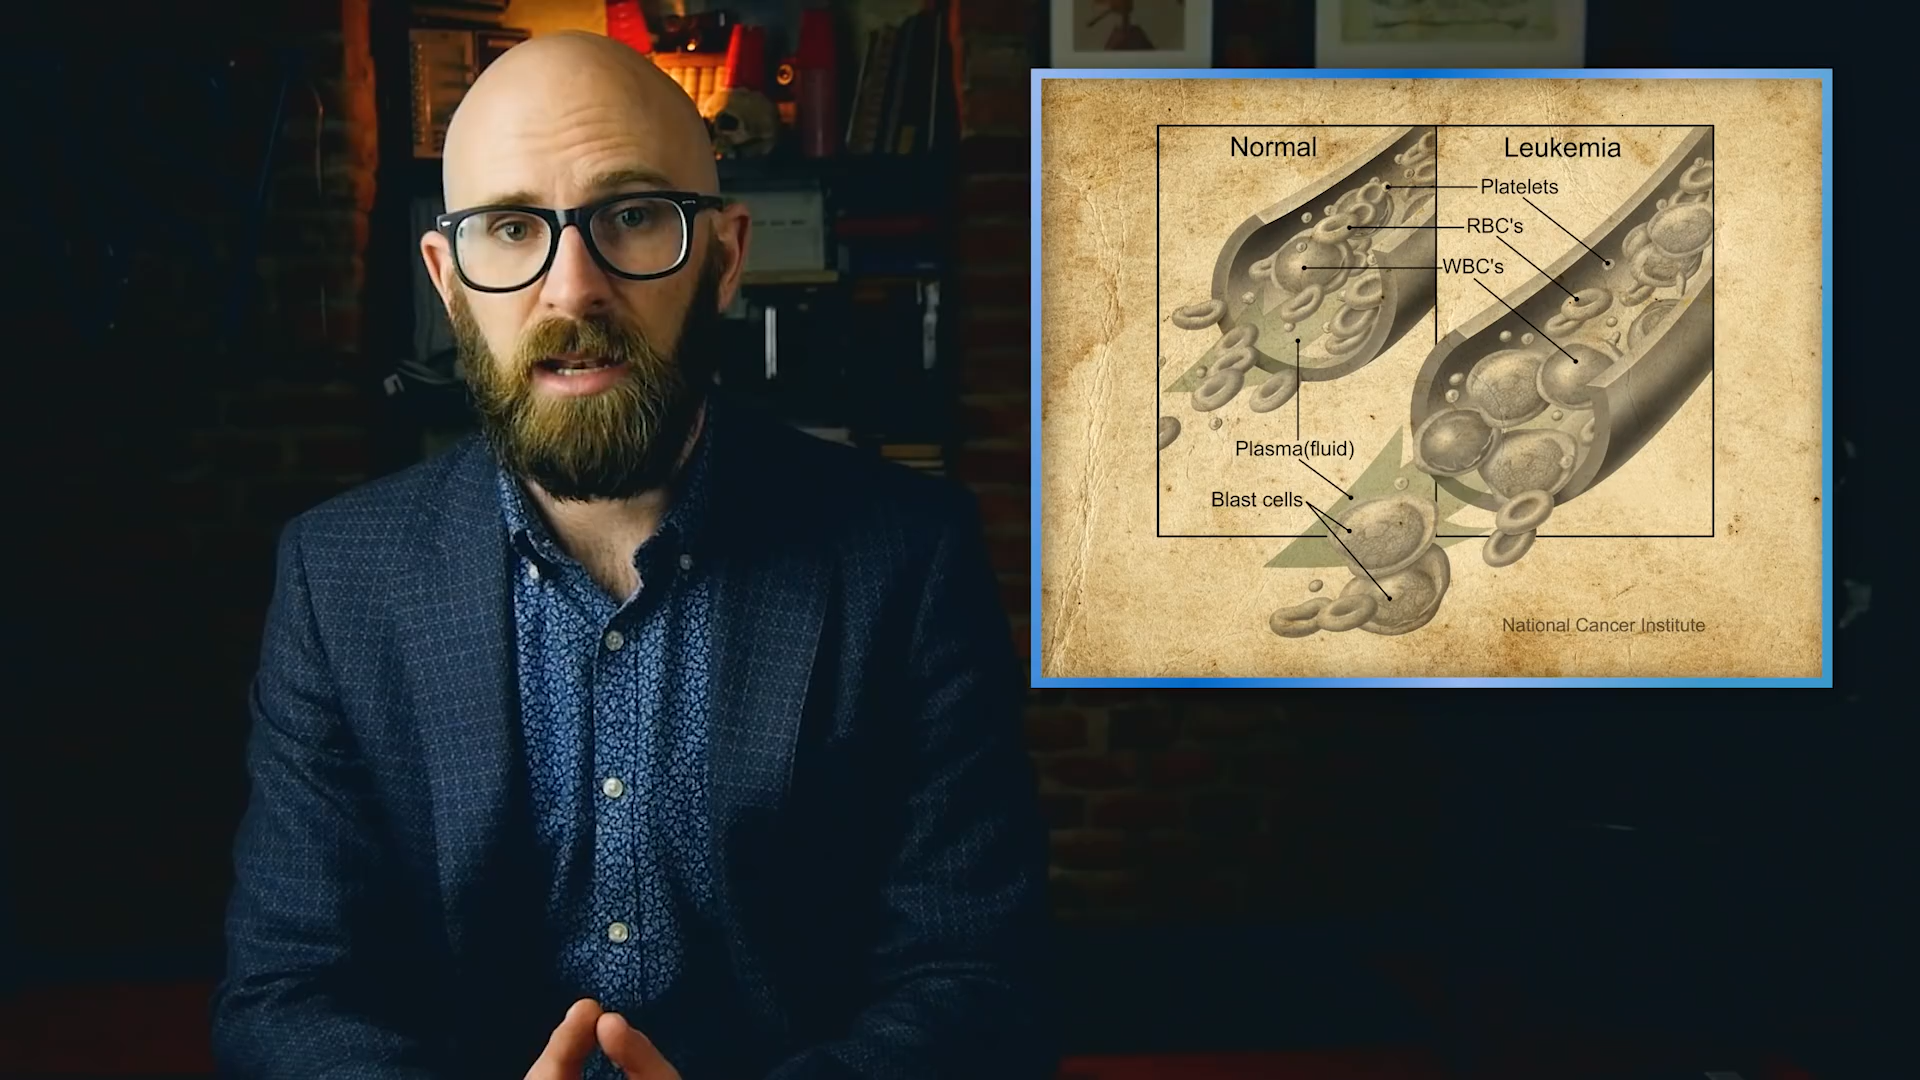 Normal
Leukemia
Platelets
RBC's
WBC's
Plasma(fluid)
Blast cells
National Cancer Institute